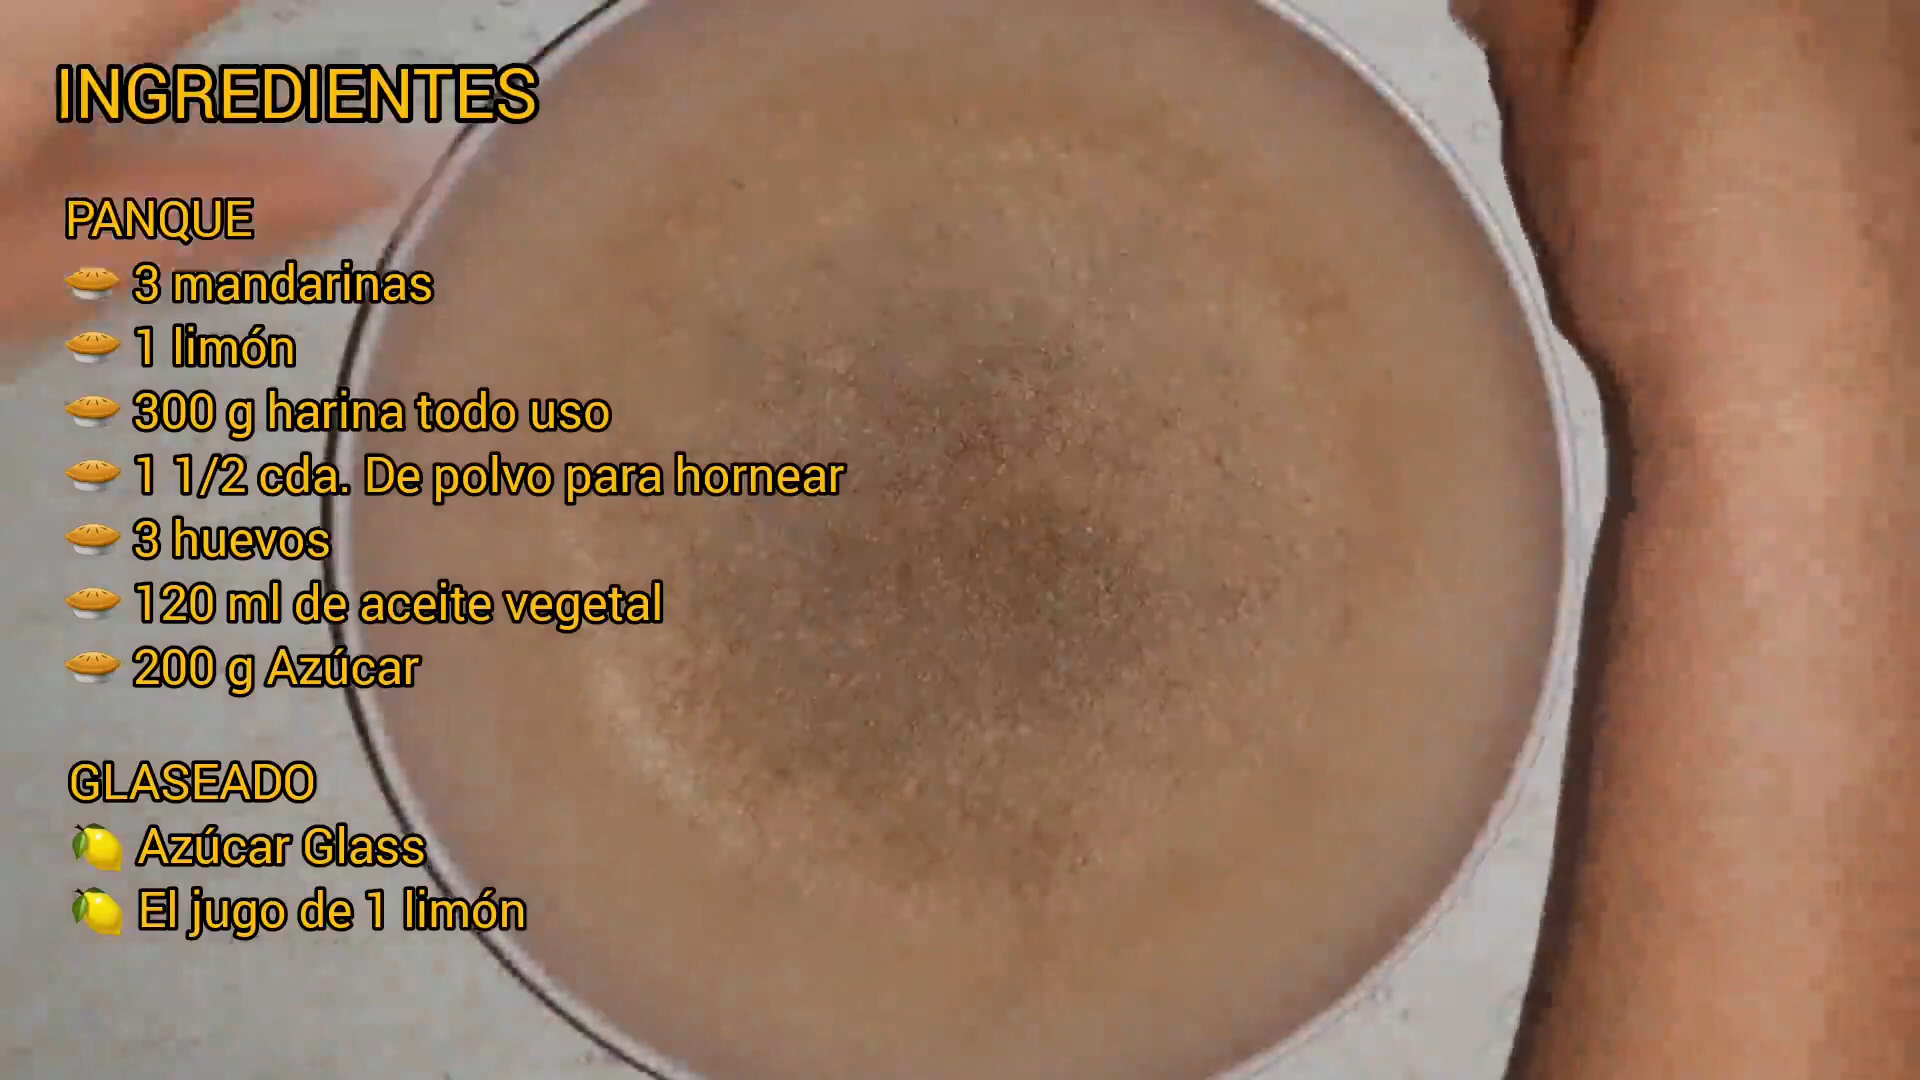 INGREDIENTES
PANQUE
3 mandarinas
1 limón
300 g harina todo uso
1 1/2 cda. De polvo para hornear
3 huevos
120 ml de aceite vegetal
200 g Azúcar
GLASEADO
Azúcar Glass
El jugo de 1 limón